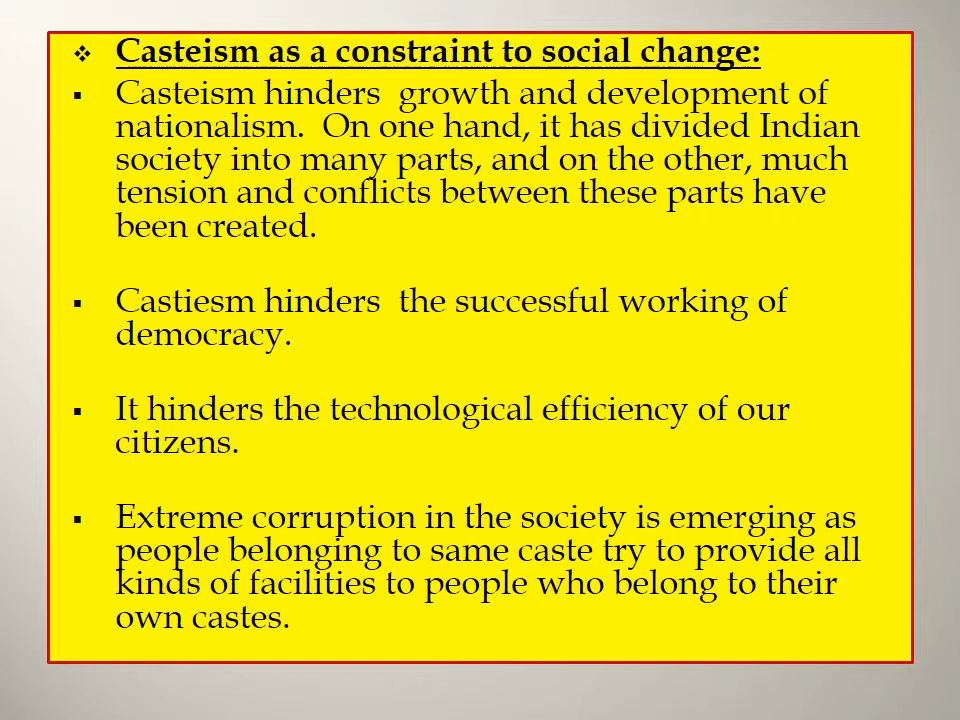 ❖ Casteism as a constraint to social change:
▪ Casteism hinders  growth and development of
nationalism.  On one hand, it has divided Indian
society into many parts, and on the other, much
tension and conflicts between these parts have
been created.
▪ Castiesm hinders  the successful working of
democracy.
▪ It hinders the technological efficiency of our
citizens.
▪ Extreme corruption in the society is emerging as
people belonging to same caste try to provide all
kinds of facilities to people who belong to their
own castes.